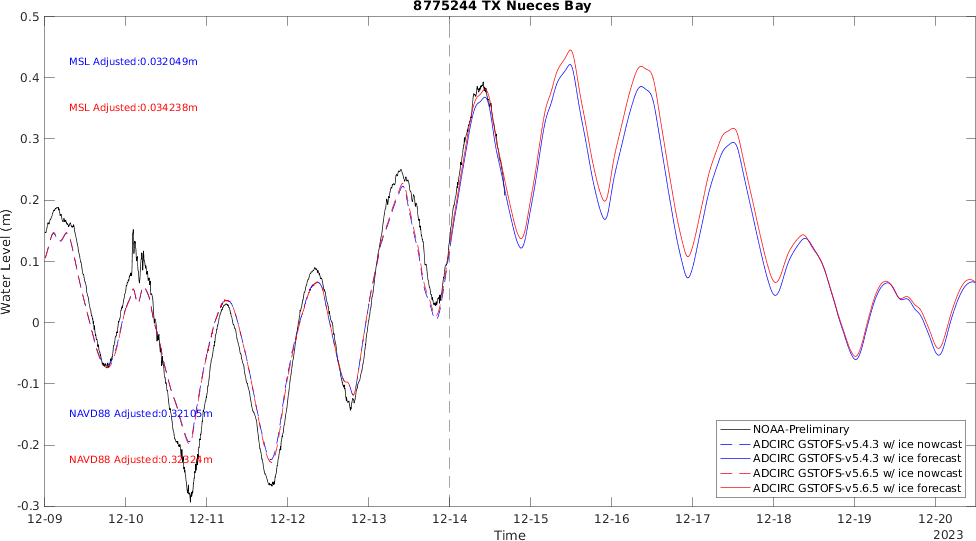 8775244 TX Nueces Bay
0.5
0.4
0.3
0.2
0.1
0
-0.1
-0.2
-0.3
Water Level (m)
MSL Adjusted:0.032049m
MSL Adjusted:0.034238m
NAVD88 Adjusted:0.32105m
NAVD88 Adjusted:0.32324m
NOAA-Preliminary
ADCIRC GSTOFS-v5.4.3 w/ ice nowcast
ADCIRC GSTOFS-v5.4.3 w/ ice forecast
ADCIRC GSTOFS-v5.6.5 w/ ice nowcast
ADCIRC GSTOFS-v5.6.5 w/ ice forecast
12-09 12-10 12-11 12-12 12-13 12-14 12-15 12-16 12-17 12-18 12-19 12-20
Time
2023